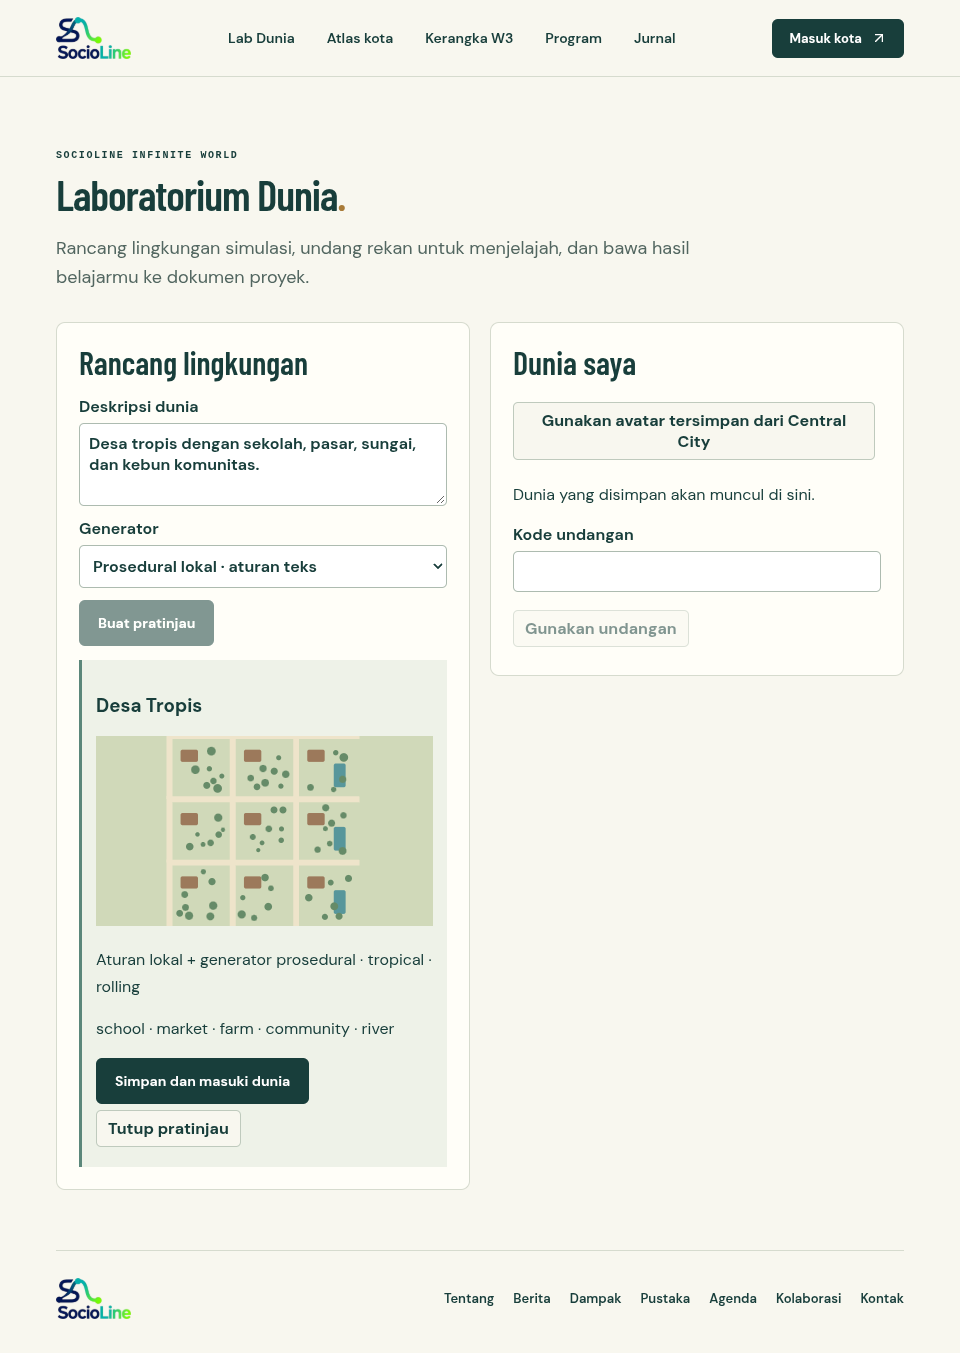 SocioLine
Lab Dunia
Atlas kota
Kerangka W3
Program
Jurnal
Masuk kota
SOCIOLINE INFINITE WORLD
Laboratorium Dunia.
Rancang lingkungan simulasi, undang rekan untuk menjelajah, dan bawa hasil
belajarmu ke dokumen proyek.
Rancang lingkungan
Deskripsi dunia
Desa tropis dengan sekolah, pasar, sungai,
dan kebun komunitas.
Generator
Prosedural lokal · aturan teks
Buat pratinjau
Desa Tropis
Aturan lokal + generator prosedural · tropical ·
rolling
school · market · farm · community · river
Simpan dan masuki dunia
Tutup pratinjau
Dunia saya
Gunakan avatar tersimpan dari Central
City
Dunia yang disimpan akan muncul di sini.
Kode undangan
Gunakan undangan
SocioLine
Tentang
Berita
Dampak
Pustaka
Agenda
Kolaborasi
Kontak